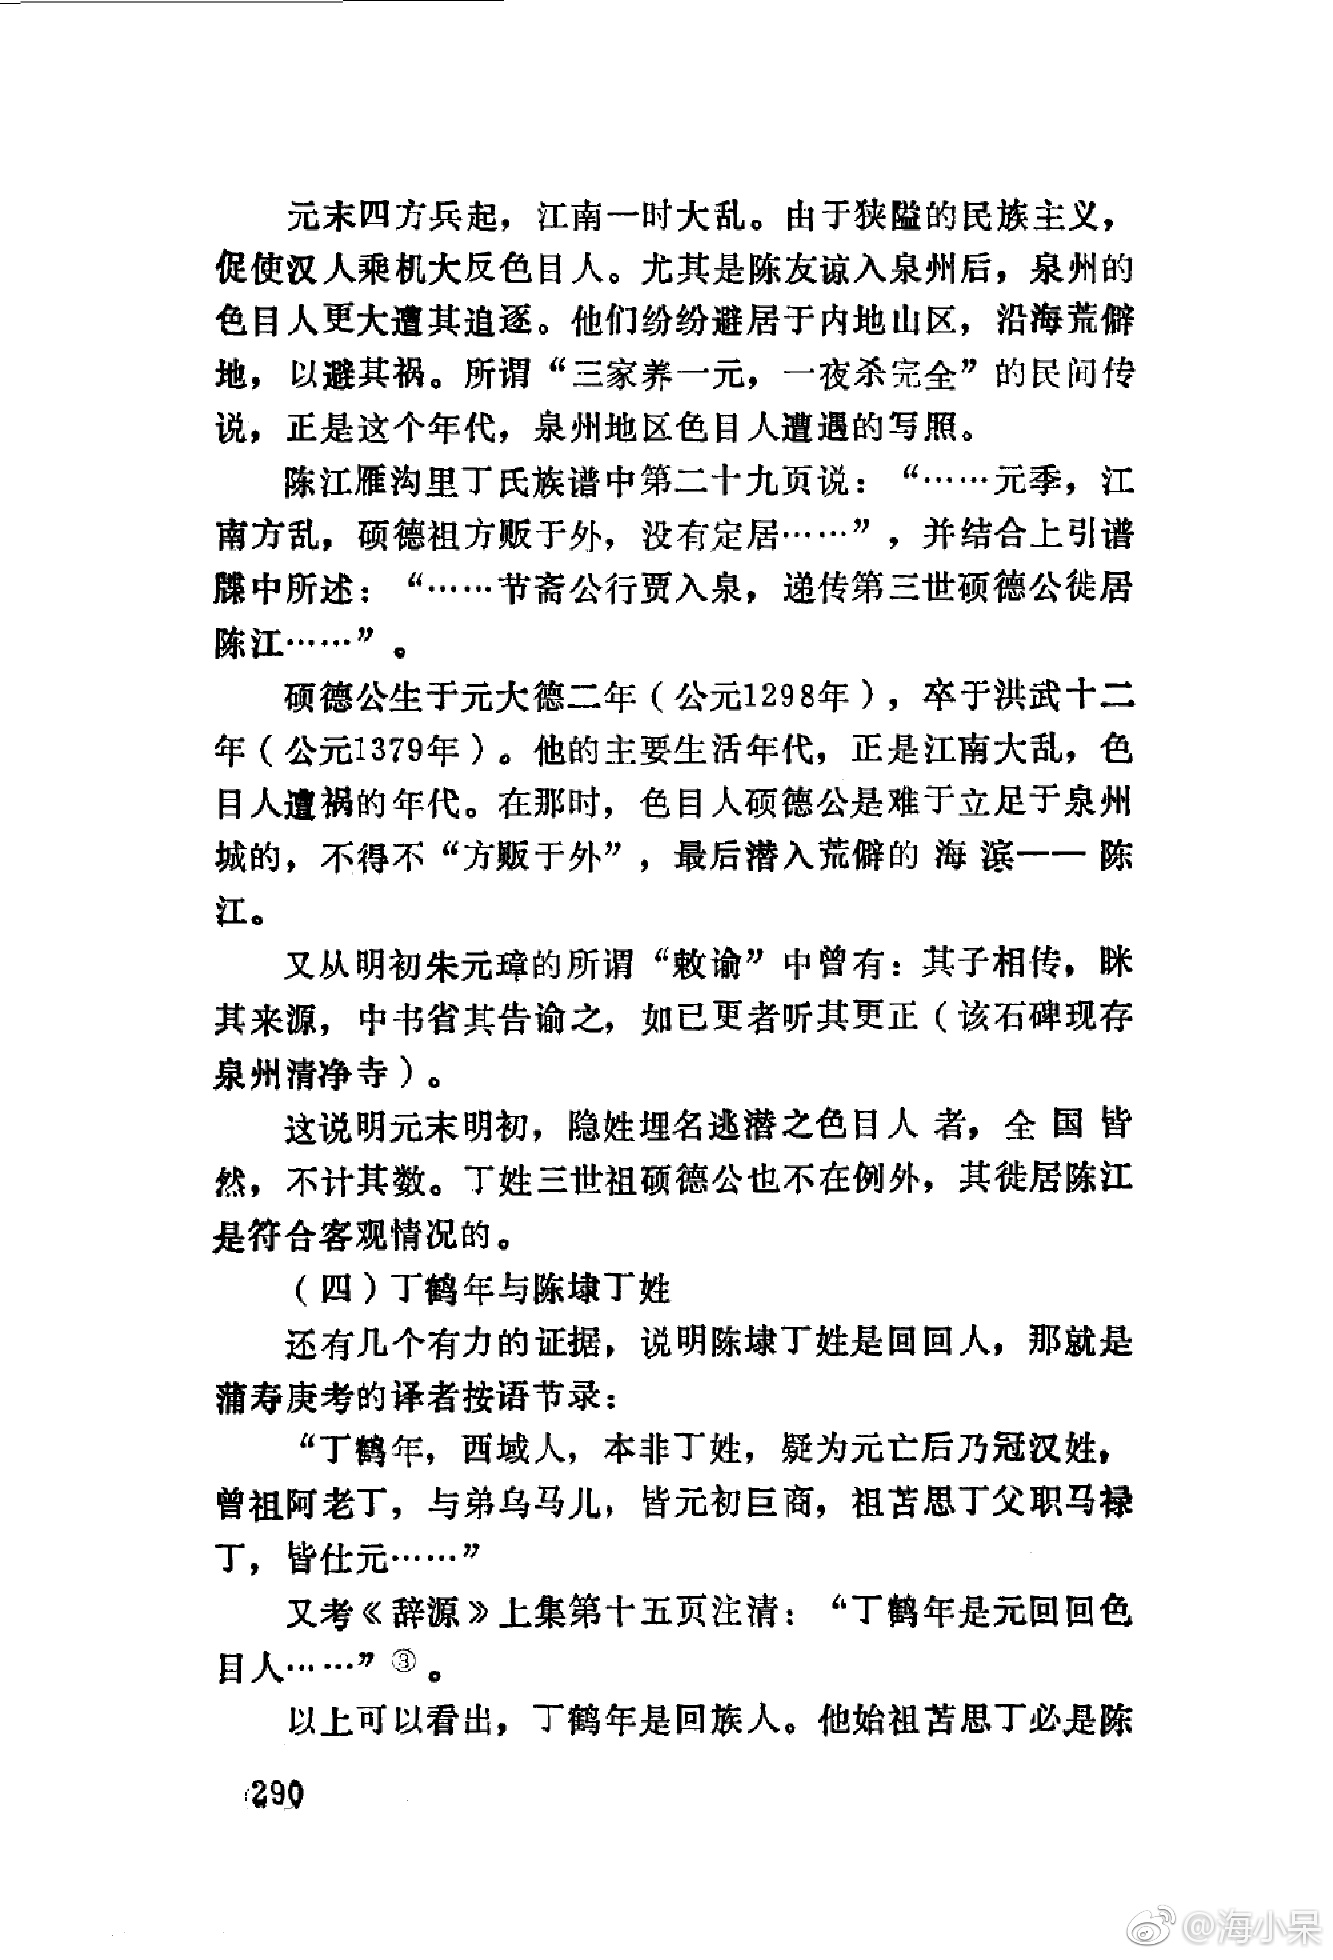 元末四方兵起，江南一时大乱。由于狭隘的民族主义，
促使汉人乘机大反色目人。尤其是陈友谅入泉州后，泉州的
色目人更大遭其追逐。他们纷纷避居于内地山区，沿海荒僻
地，以避其祸。所谓“三家养一元，一夜杀完全”的民间传
说，正是这个年代，泉州地区色目人遭遇的写照。
陈江雁沟里丁氏族谱中第二十九页说：“……元季，江
南方乱，硕德祖方贩于外，没有定居……”，并结合上引谱
牒中所述：“……节斋公行贾入泉，递传第三世硕德公徙居
陈江……”。
硕德公生于元大德二年（公元1298年），卒于洪武十二
年（公元1379年）。他的主要生活年代，正是江南大乱，色
目人遭祸的年代。在那时，色目人硕德公是难于立足于泉州
城的，不得不“方贩于外”，最后潜入荒僻的海滨——陈
江。
又从明初朱元璋的所谓“敕谕”中曾有：其子相传，眯
其来源，中书省其告谕之，如已更者听其更正（该石碑现存
泉州清净寺）。
这说明元末明初，隐姓埋名逃潜之色目人者，全国皆
然，不计其数。丁姓三世祖硕德公也不在例外，其徙居陈江
是符合客观情况的。
（四）丁鹤年与陈埭丁姓
还有几个有力的证据，说明陈埭丁姓是回回人，那就是
蒲寿庚考的译者按语节录：
“丁鹤年，西域人，本非丁姓，疑为元亡后乃冠汉姓，
曾祖阿老丁，与弟乌马儿，皆元初巨商，祖苫思丁父职马禄
丁，皆仕元……”
又考《辞源》上集第十五页注清：“丁鹤年是元回回色
目人……”③。
以上可以看出，丁鹤年是回族人。他始祖苫思丁必是陈
290
@海小呆